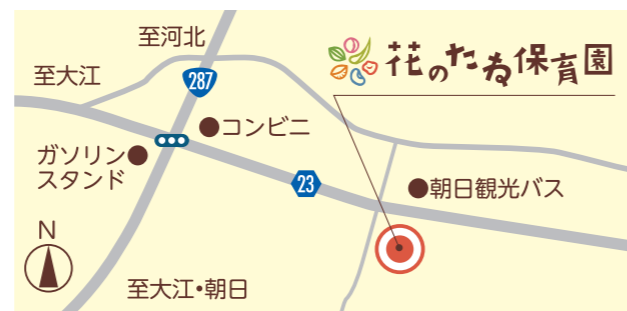 至河北
至大江
287
花のたね保育園
コンビニ
ガソリン
スタンド
23
朝日観光バス
N
至大江・朝日